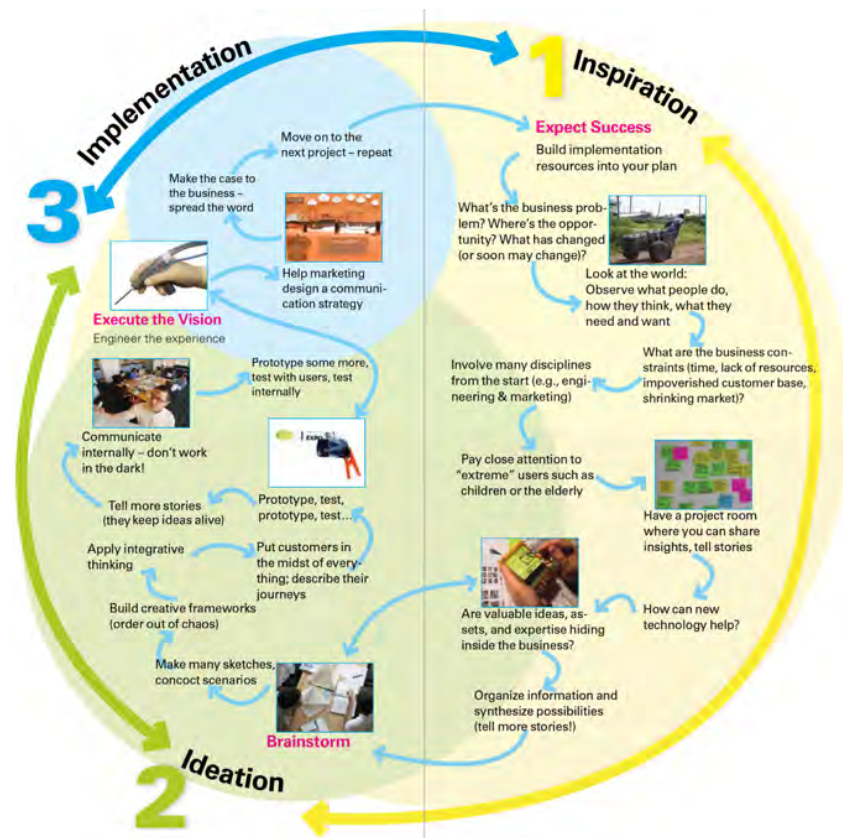 1
Inspiration
Expect Success
Build implementation
resources into your plan
What's the business prob-
lem? Where's the oppor-
tunity? What has changed
(or soon may change)?
Look at the world:
Observe what people do,
how they think, what they
need and want
What are the business con-
straints (time, lack of resources,
impoverished customer base,
shrinking market)?
Involve many disciplines
from the start (e.g., engi-
neering & marketing)
Pay close attention to
"extreme" users such as
children or the elderly
Have a project room
where you can share
insights, tell stories
How can new
technology help?
Are valuable ideas, as-
sets, and expertise hiding
inside the business?
Organize information and
synthesize possibilities
(tell more stories!)
2
Ideation
Brainstorm
Make many sketches,
concoct scenarios
Build creative frameworks
(order out of chaos)
Apply integrative
thinking
Put customers in
the midst of every-
thing; describe their
journeys
Prototype, test,
prototype, test…
EXPO
Tell more stories
(they keep ideas alive)
Communicate
internally – don't work
in the dark!
Prototype some more,
test with users, test
internally
3
Implementation
Execute the Vision
Engineer the experience
Help marketing
design a communi-
cation strategy
Make the case to
the business –
spread the word
Move on to the
next project – repeat